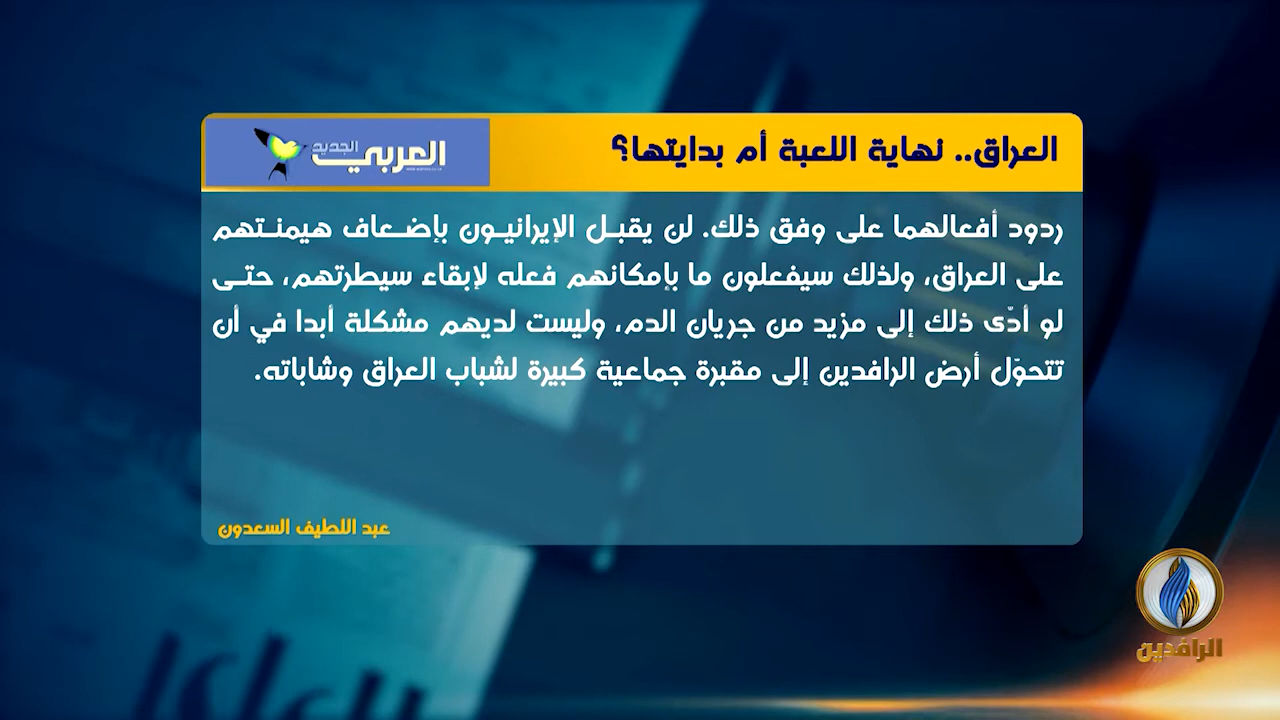 العراق.. نهاية اللعبة أم بدايتها؟
العربي الجديد
ردود أفعالهما على وفق ذلك. لن يقبل الإيرانيون بإضعاف هيمنتهم
على العراق، ولذلك سيفعلون ما بإمكانهم فعله لإبقاء سيطرتهم، حتى
لو أدّى ذلك إلى مزيد من جريان الدم، وليست لديهم مشكلة أبدا في أن
تتحوّل أرض الرافدين إلى مقبرة جماعية كبيرة لشباب العراق وشاباته.
عبد اللطيف السعدون
الرافدين